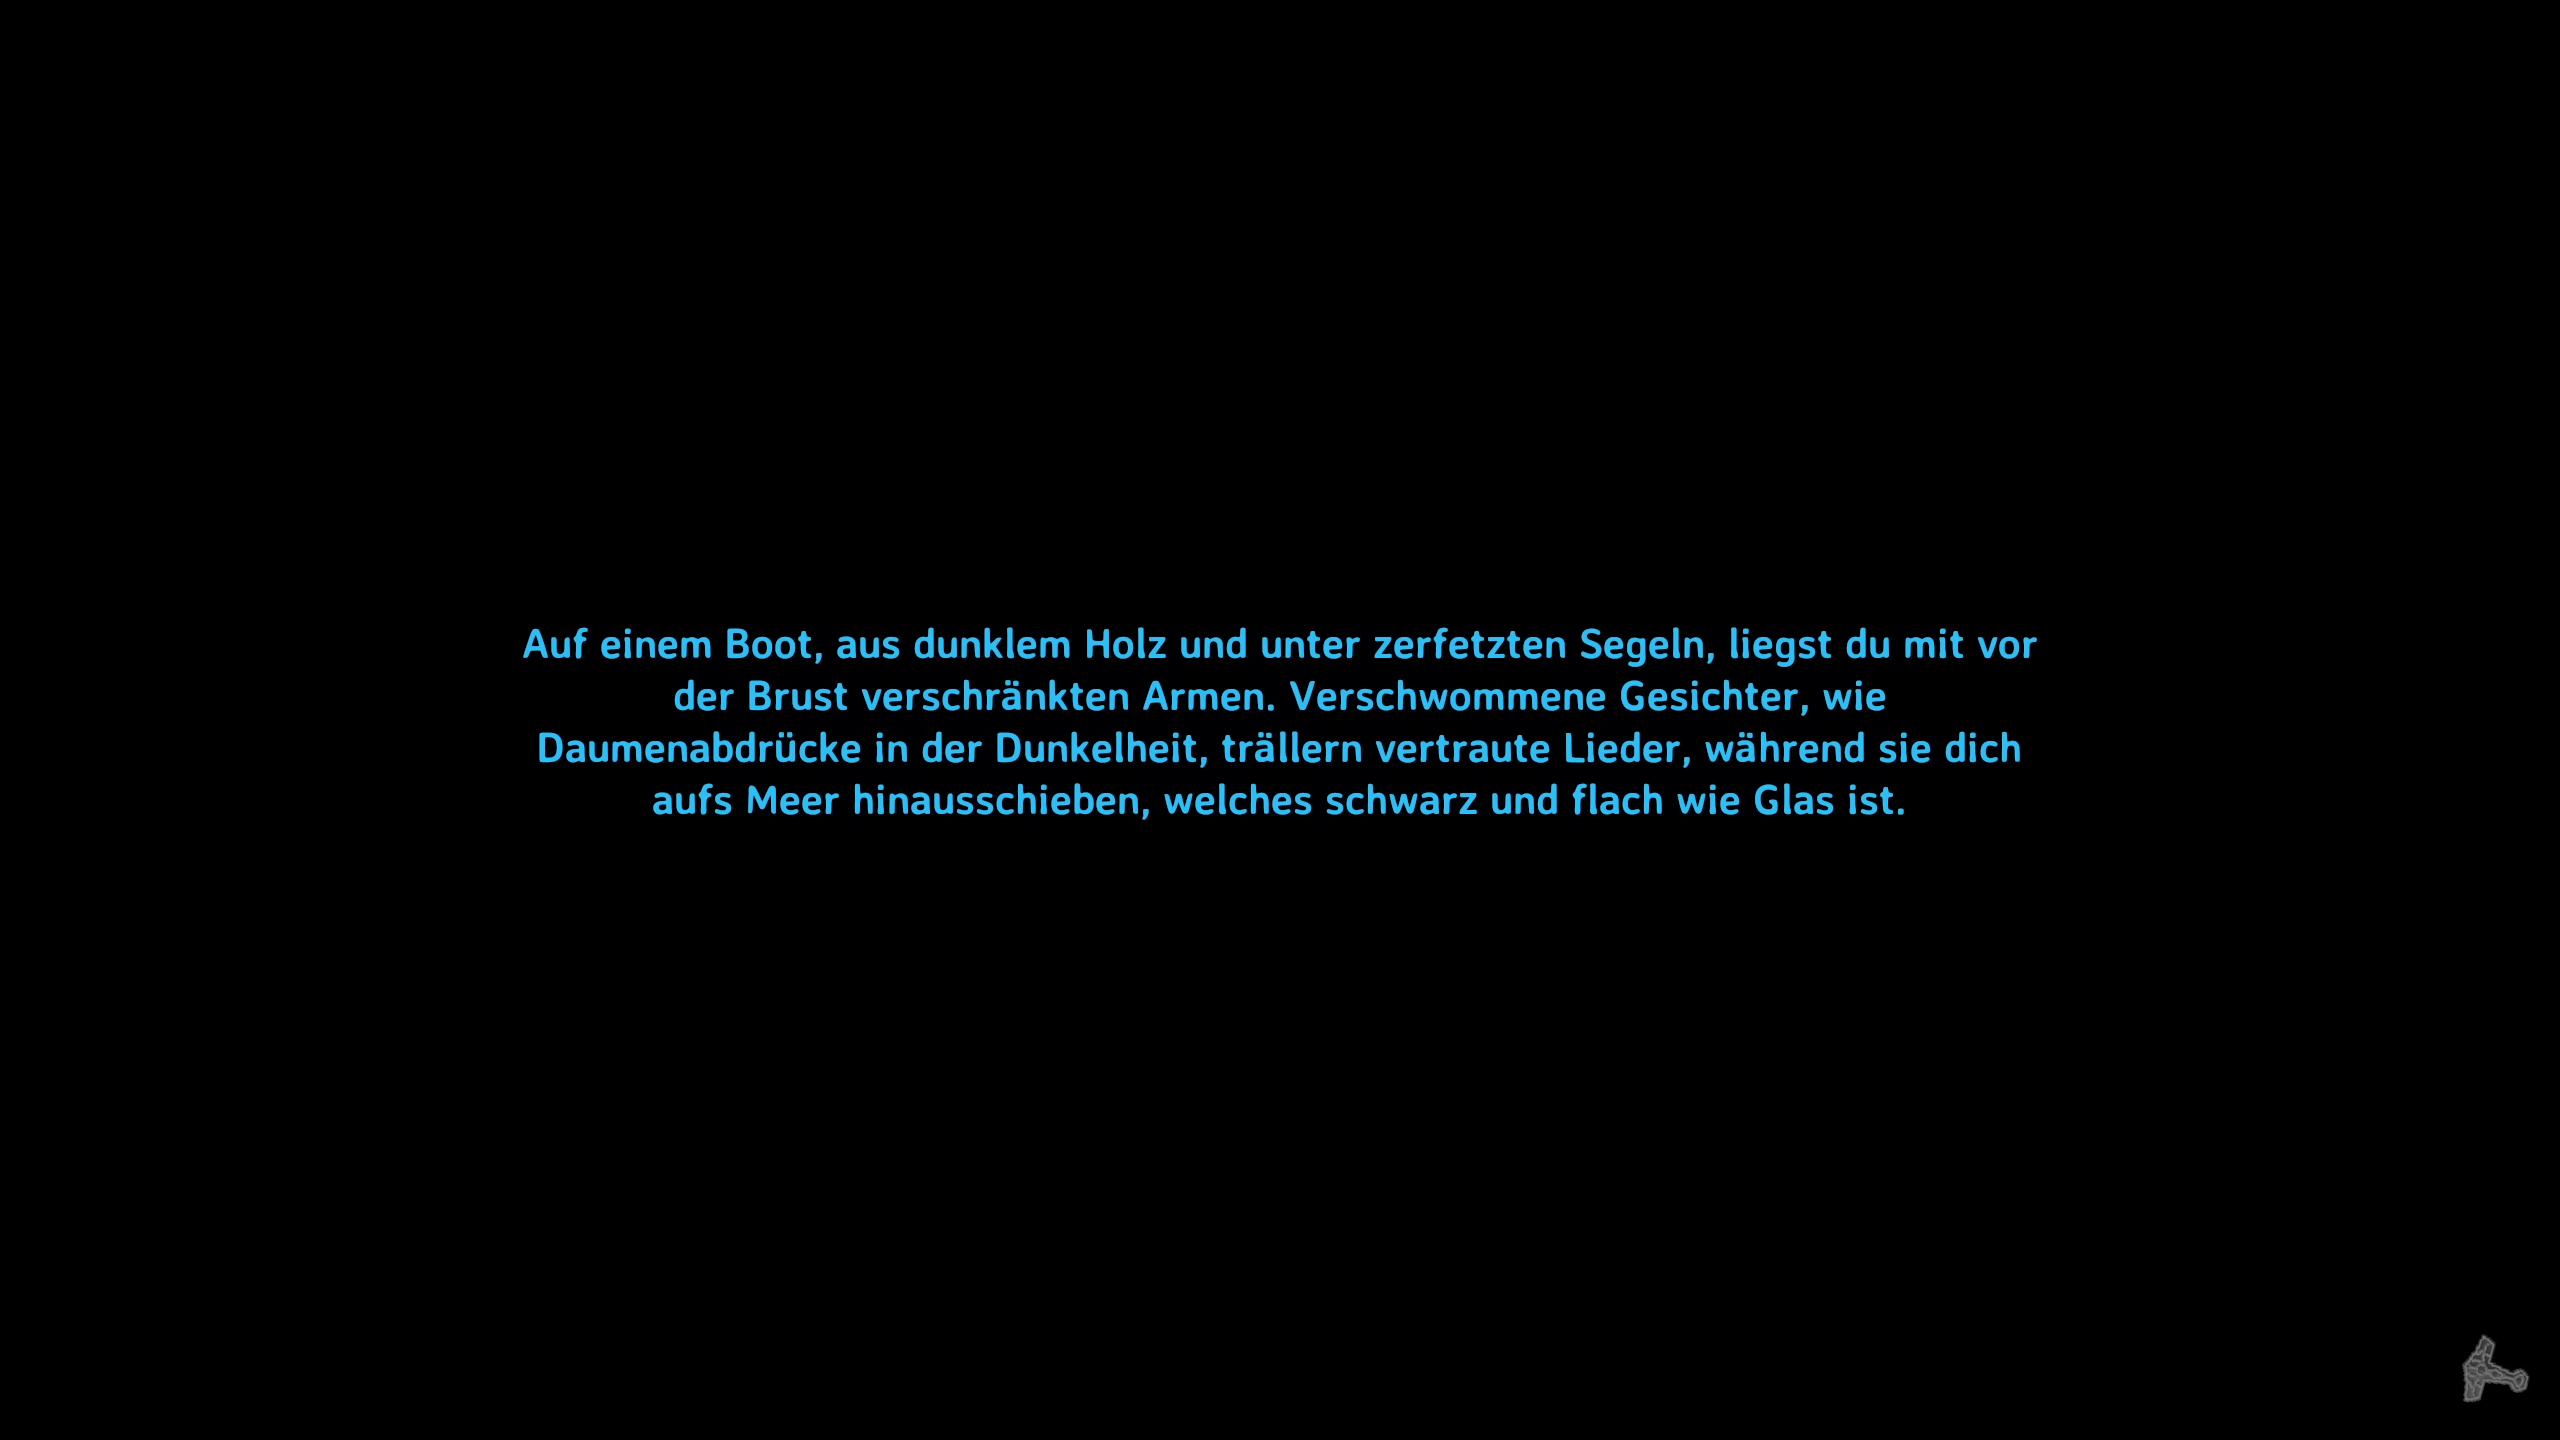 Auf einem Boot, aus dunklem Holz und unter zerfetzten Segeln, liegst du mit vor
der Brust verschränkten Armen. Verschwommene Gesichter, wie
Daumenabdrücke in der Dunkelheit, trällern vertraute Lieder, während sie dich
aufs Meer hinausschieben, welches schwarz und flach wie Glas ist.